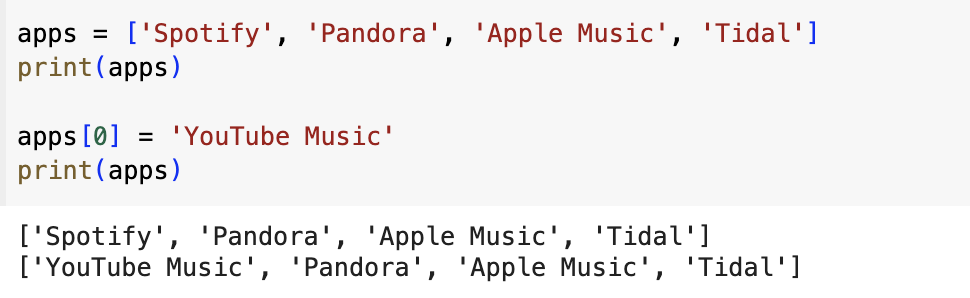 apps = ['Spotify', 'Pandora', 'Apple Music', 'Tidal']
print(apps)
apps[0] = 'YouTube Music'
print(apps)
['Spotify', 'Pandora', 'Apple Music', 'Tidal']
['YouTube Music', 'Pandora', 'Apple Music', 'Tidal']